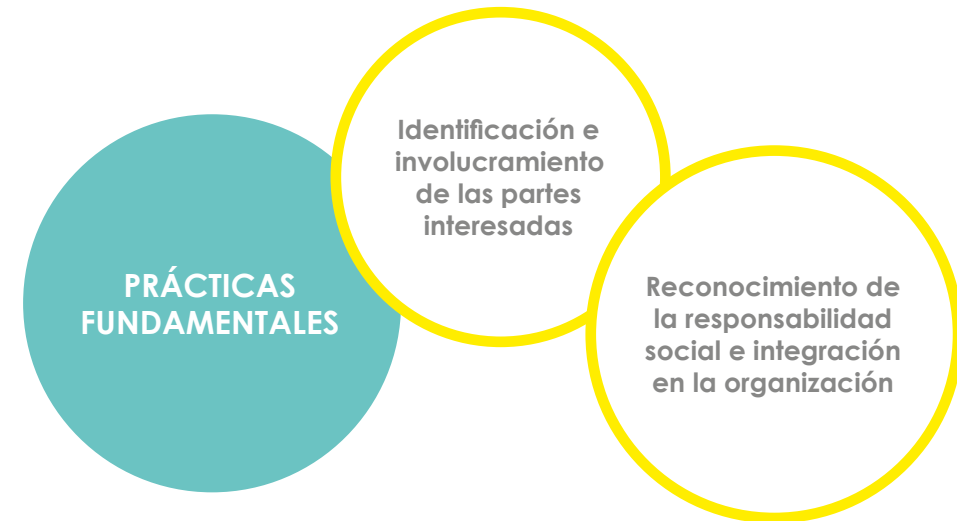 PRÁCTICAS
FUNDAMENTALES
Identificación e
involucramiento
de las partes
interesadas
Reconocimiento de
la responsabilidad
social e integración
en la organización